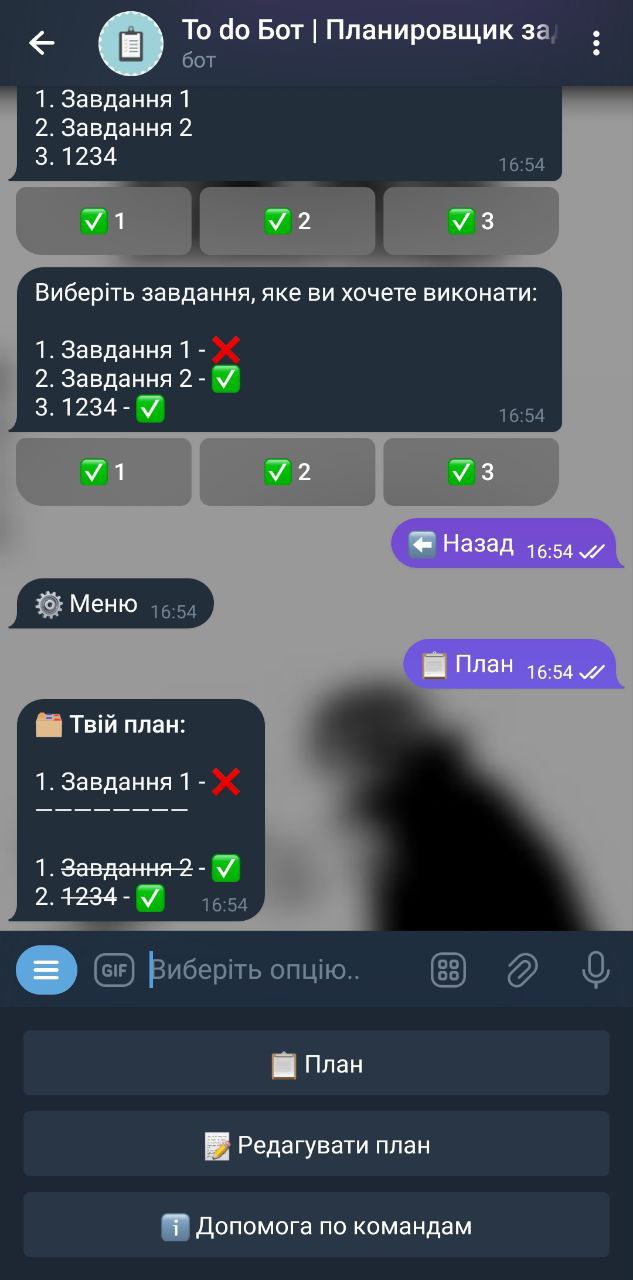 To do Бот | Планировщик за
бот
1. Завдання 1
2. Завдання 2
3. 1234
16:54
✅ 1
✅ 2
✅ 3
Виберіть завдання, яке ви хочете виконати:
1. Завдання 1 - ❌
2. Завдання 2 - ✅
3. 1234 - ✅
16:54
✅ 1
✅ 2
✅ 3
⬅️ Назад 16:54
⚙️ Меню 16:54
📋 План 16:54
🗂 Твій план:
1. Завдання 1 - ❌
————————
1. Завдання 2 - ✅
2. 1234 - ✅ 16:54
GIF Виберіть опцію..
📋 План
📝 Редагувати план
ℹ️ Допомога по командам